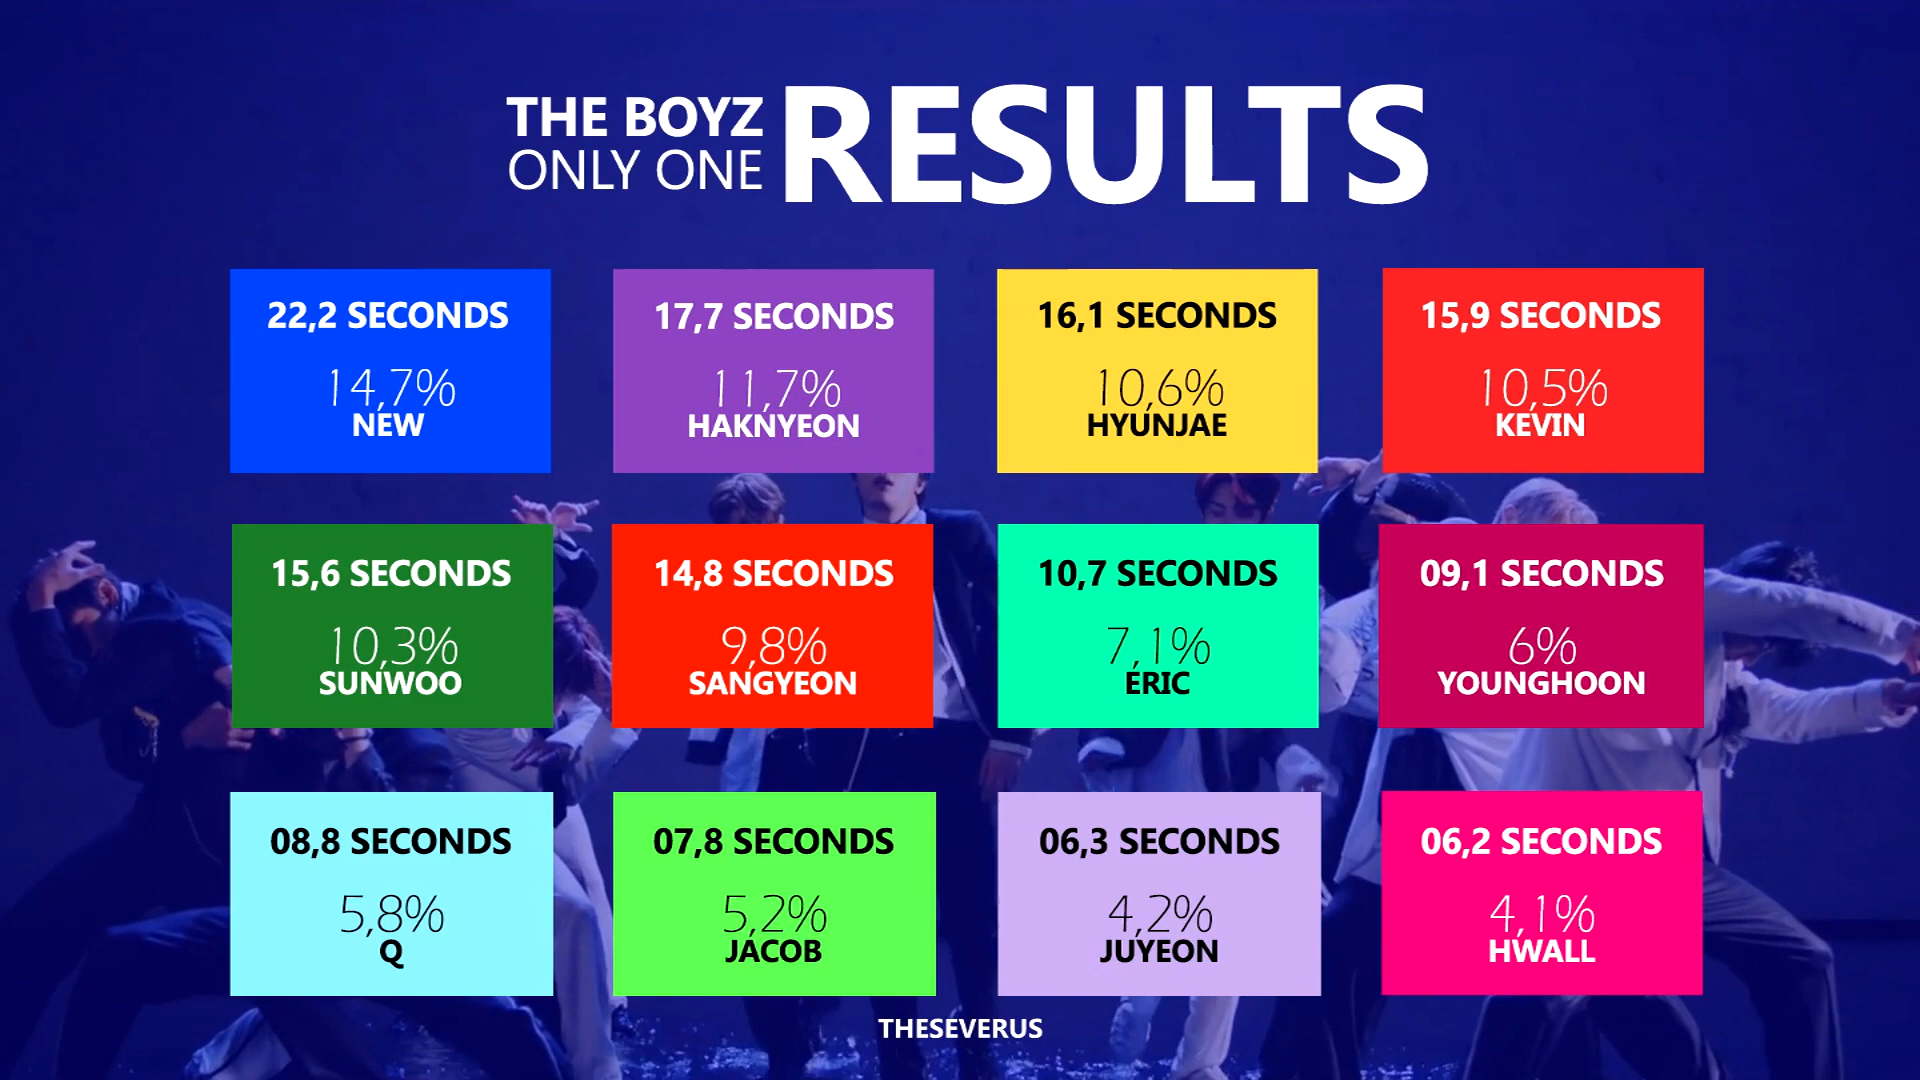 THE BOYZ
ONLY ONE
RESULTS
22,2 SECONDS
14,7%
NEW
17,7 SECONDS
11,7%
HAKNYEON
16,1 SECONDS
10,6%
HYUNJAE
15,9 SECONDS
10,5%
KEVIN
15,6 SECONDS
10,3%
SUNWOO
14,8 SECONDS
9,8%
SANGYEON
10,7 SECONDS
7,1%
ERIC
09,1 SECONDS
6%
YOUNGHOON
08,8 SECONDS
5,8%
Q
07,8 SECONDS
5,2%
JACOB
06,3 SECONDS
4,2%
JUYEON
06,2 SECONDS
4,1%
HWALL
THESEVERUS